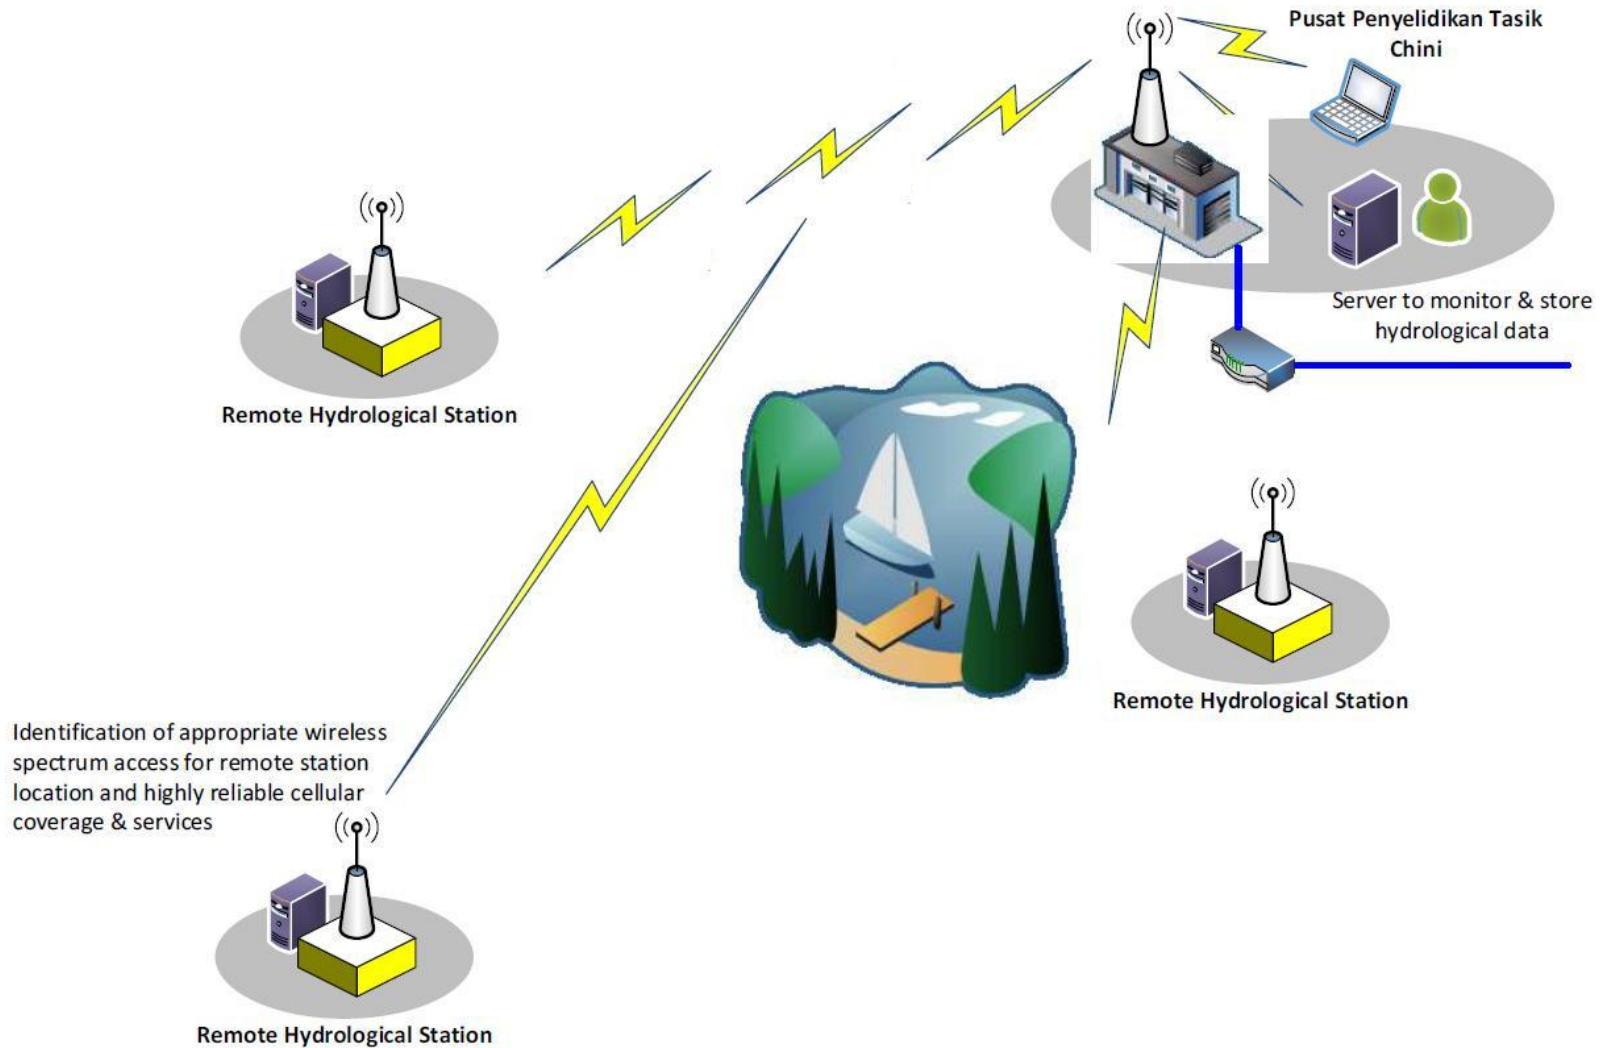 Pusat Penyelidikan Tasik
Chini
Server to monitor & store
hydrological data
Remote Hydrological Station
Remote Hydrological Station
Identification of appropriate wireless
spectrum access for remote station
location and highly reliable cellular
coverage & services
Remote Hydrological Station